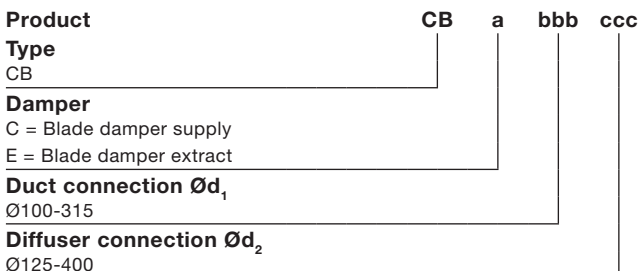 Product CB a bbb ccc
Type
CB
Damper
C = Blade damper supply
E = Blade damper extract
Duct connection Ød₁
Ø100-315
Diffuser connection Ød₂
Ø125-400